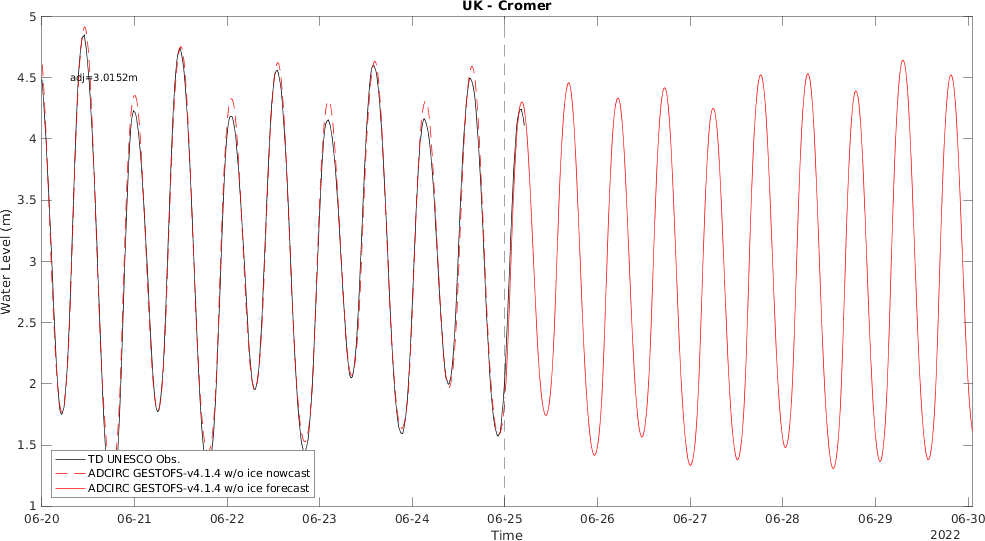 UK - Cromer
5
4.5
4
3.5
3
2.5
2
1.5
1
Water Level (m)
adj=3.0152m
TD UNESCO Obs.
ADCIRC GESTOFS-v4.1.4 w/o ice nowcast
ADCIRC GESTOFS-v4.1.4 w/o ice forecast
06-20 06-21 06-22 06-23 06-24 06-25 06-26 06-27 06-28 06-29 06-30
Time
2022